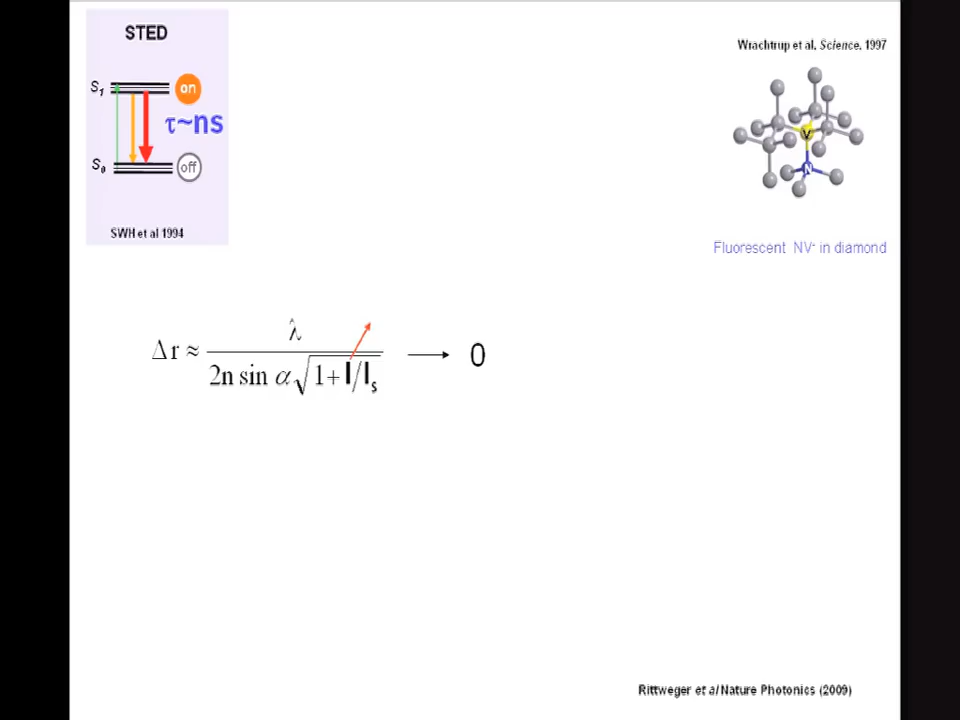 STED
S1
on
τ~ns
S0
off
SWH et al 1994
Wrachtrup et al, Science, 1997
V
N
Fluorescent NV- in diamond
Δr ≈ λ / 2n sin α √1+I/Is → 0
Rittweger et al Nature Photonics (2009)